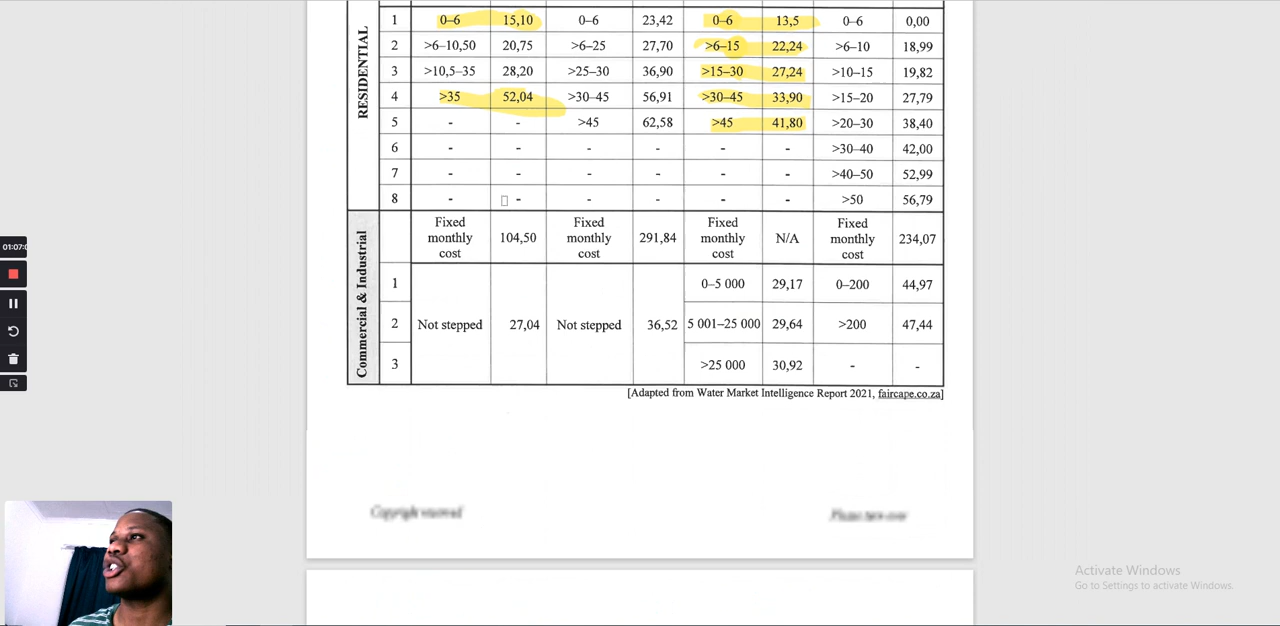 RESIDENTIAL
1 0–6 15,10 0–6 23,42 0–6 13,5 0–6 0,00
2 >6–10,50 20,75 >6–25 27,70 >6–15 22,24 >6–10 18,99
3 >10,5–35 28,20 >25–30 36,90 >15–30 27,24 >10–15 19,82
4 >35 52,04 >30–45 56,91 >30–45 33,90 >15–20 27,79
5 - - >45 62,58 >45 41,80 >20–30 38,40
6 - - - - - - >30–40 42,00
7 - - - - - - >40–50 52,99
8 - - - - - - >50 56,79
Commercial & Industrial
Fixed monthly cost 104,50 Fixed monthly cost 291,84 Fixed monthly cost N/A Fixed monthly cost 234,07
1 0–5 000 29,17 0–200 44,97
2 Not stepped 27,04 Not stepped 36,52 5 001–25 000 29,64 >200 47,44
3 >25 000 30,92 - -
[Adapted from Water Market Intelligence Report 2021, faircape.co.za]
01:07:0
Copyright reserved
Please turn over
Activate Windows
Go to Settings to activate Windows.